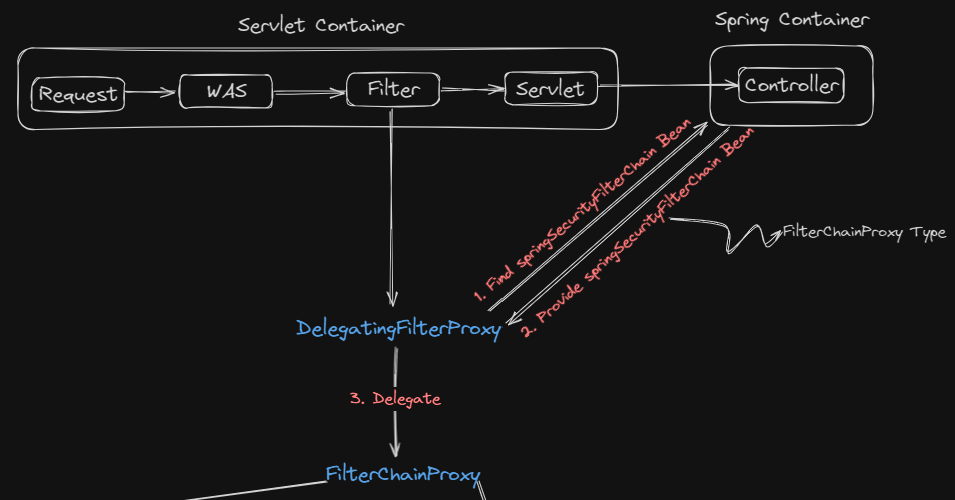 Servlet Container
Spring Container
Request
WAS
Filter
Servlet
Controller
1. Find springSecurityFilterChain Bean
2. Provide springSecurityFilterChain Bean
FilterChainProxy Type
DelegatingFilterProxy
3. Delegate
FilterChainProxy